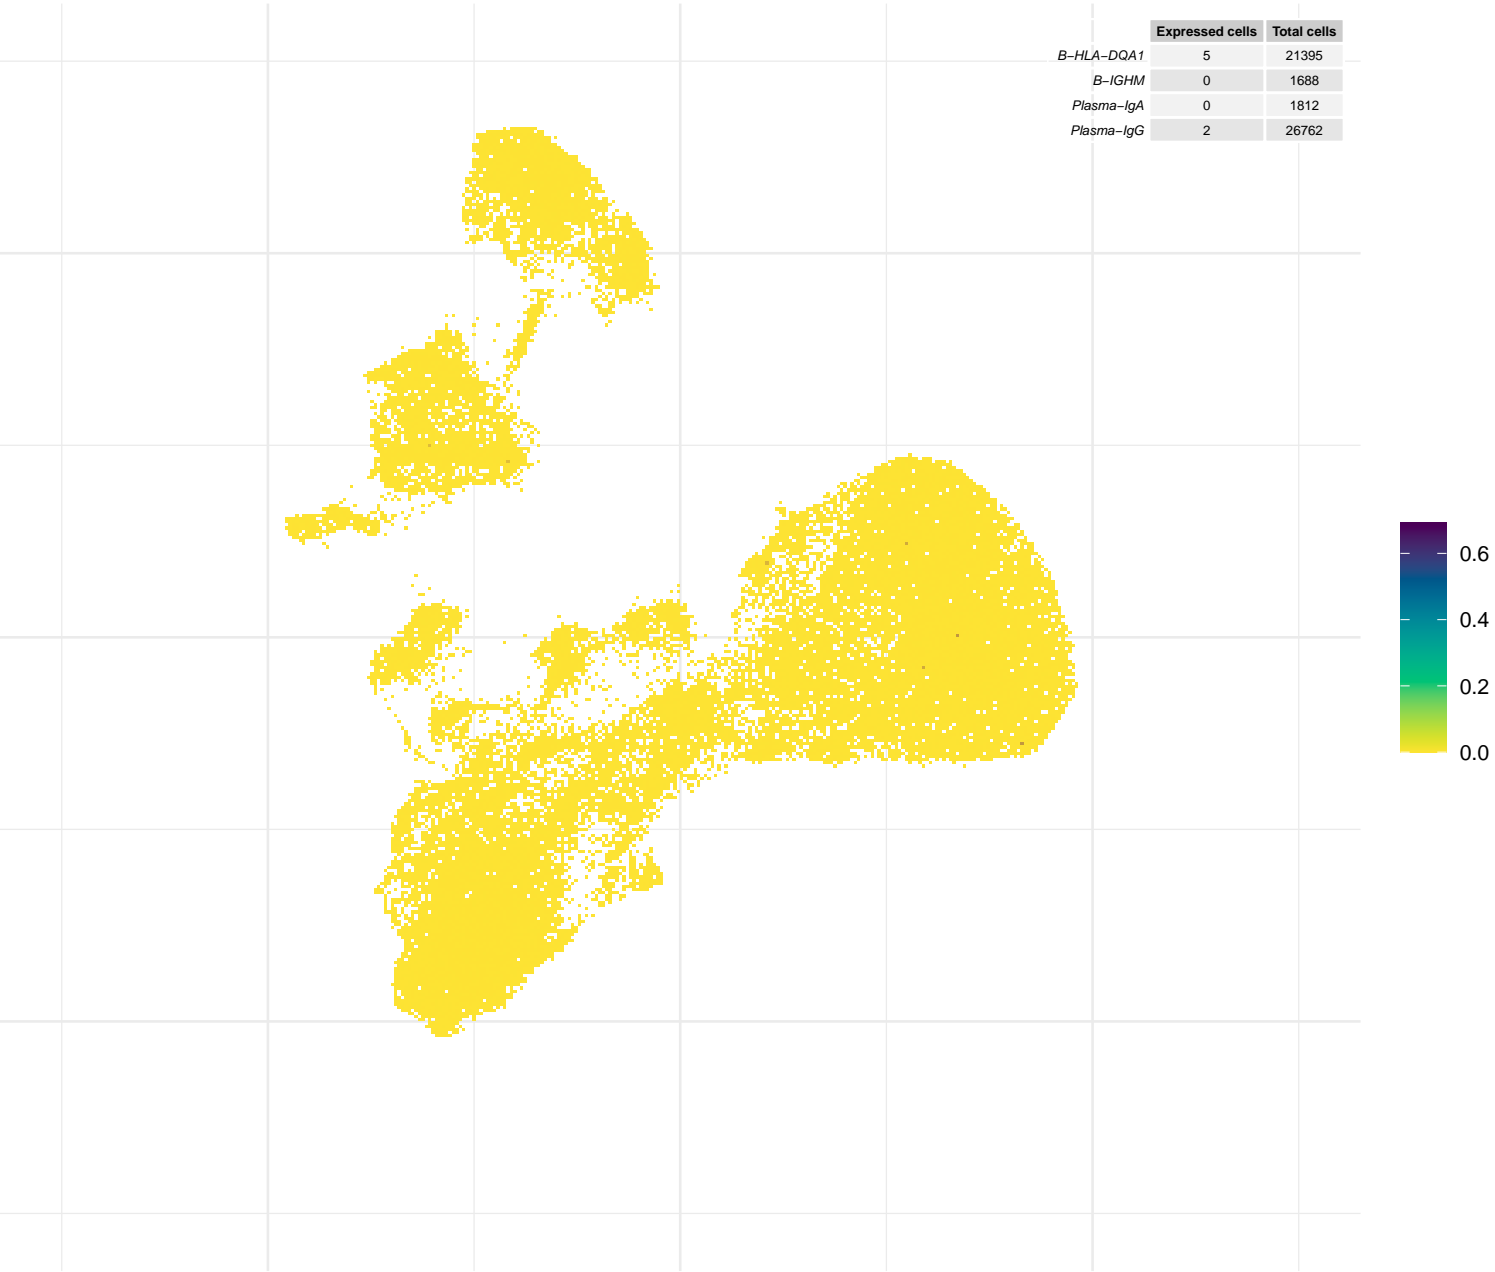 Expressed cells Total cells
B−HLA−DQA1 5 21395
B−IGHM 0 1688
Plasma−IgA 0 1812
Plasma−IgG 2 26762
0.6
0.4
0.2
0.0